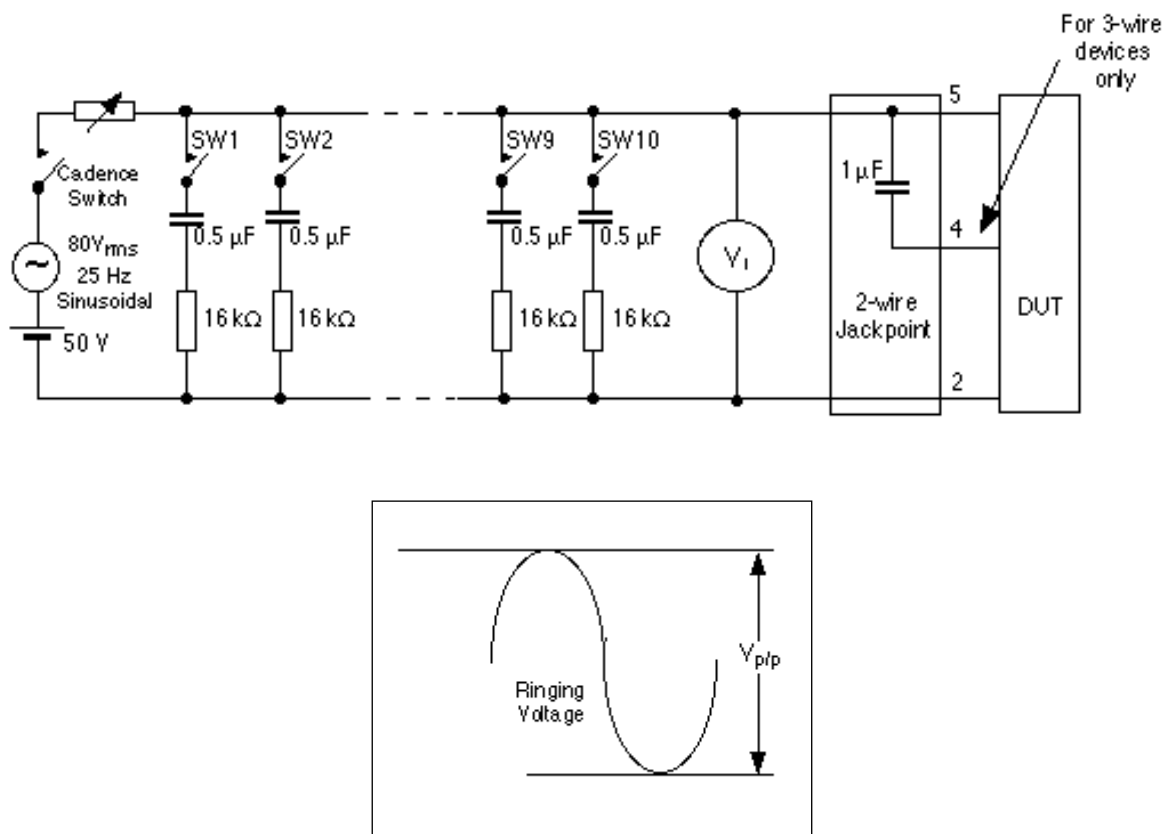 For 3-wire
devices
only
5
SW1
SW2
SW9
SW10
Cadence
Switch
1 µF
0.5 µF
0.5 µF
0.5 µF
0.5 µF
4
80Vrms
25 Hz
Sinusoidal
~
V1
2-wire
Jackpoint
DUT
16 kΩ
16 kΩ
16 kΩ
16 kΩ
50 V
2
Vp/p
Ringing
Voltage